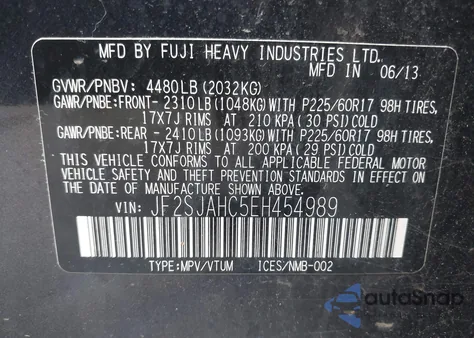 MFD BY FUJI HEAVY INDUSTRIES LTD.
MFD IN 06/13
GVWR/PNBV: 4480LB (2032KG)
GAWR/PNBE:FRONT- 2310LB (1048KG) WITH P225/60R17 98H TIRES,
17X7J RIMS AT 210 KPA ( 30 PSI) COLD
GAWR/PNBE:REAR - 2410LB (1093KG) WITH P225/60R17 98H TIRES,
17X7J RIMS AT 200 KPA ( 29 PSI) COLD
THIS VEHICLE CONFORMS TO ALL APPLICABLE FEDERAL
MOTOR VEHICLE SAFETY AND THEFT PREVENTION STANDARDS IN
EFFECT ON THE DATE OF MANUFACTURE SHOWN ABOVE.
VIN: JF2SJAHC5EH454989
TYPE:MPV/VTUM ICES/NMB-002
autoSnap